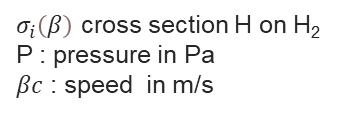 σᵢ(β) cross section H on H₂
P : pressure in Pa
βc : speed in m/s